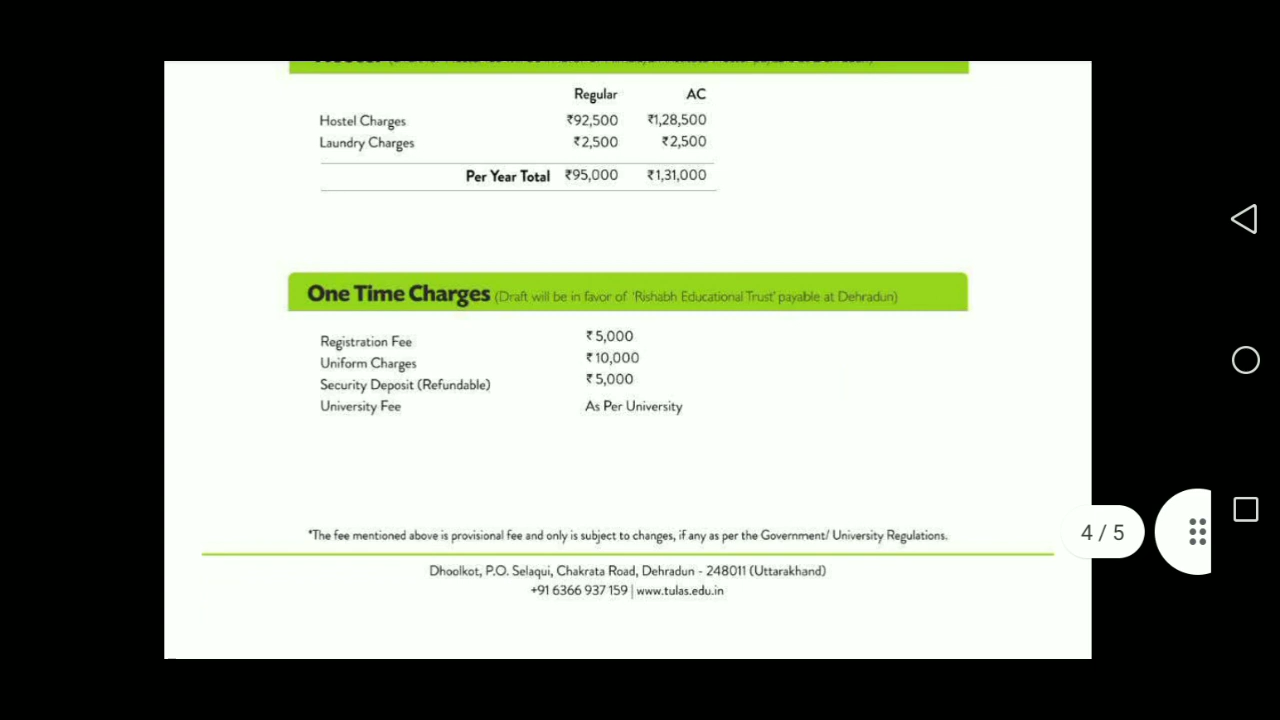 Regular AC
Hostel Charges ₹92,500 ₹1,28,500
Laundry Charges ₹2,500 ₹2,500
Per Year Total ₹95,000 ₹1,31,000
One Time Charges (Draft will be in favor of 'Rishabh Educational Trust' payable at Dehradun)
Registration Fee ₹5,000
Uniform Charges ₹10,000
Security Deposit (Refundable) ₹5,000
University Fee As Per University
*The fee mentioned above is provisional fee and only is subject to changes, if any as per the Government/ University Regulations.
4 / 5
Dhoolkot, P.O. Selaqui, Chakrata Road, Dehradun - 248011 (Uttarakhand)
+91 6366 937 159 | www.tulas.edu.in